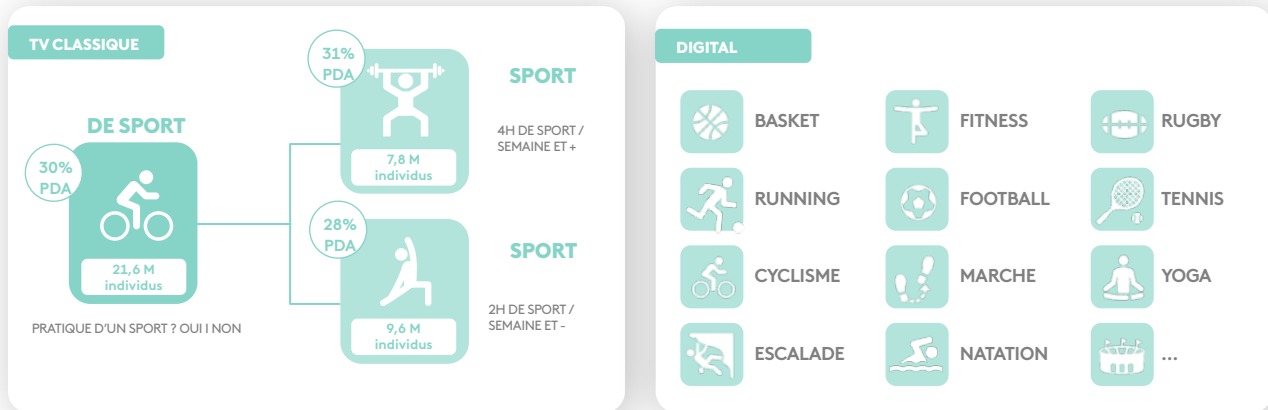 TV CLASSIQUE
DE SPORT
30%
PDA
21,6 M
individus
PRATIQUE D'UN SPORT ? OUI I NON
31%
PDA
7,8 M
individus
SPORT
4H DE SPORT /
SEMAINE ET +
28%
PDA
9,6 M
individus
SPORT
2H DE SPORT /
SEMAINE ET -
DIGITAL
BASKET
FITNESS
RUGBY
RUNNING
FOOTBALL
TENNIS
CYCLISME
MARCHE
YOGA
ESCALADE
NATATION
...